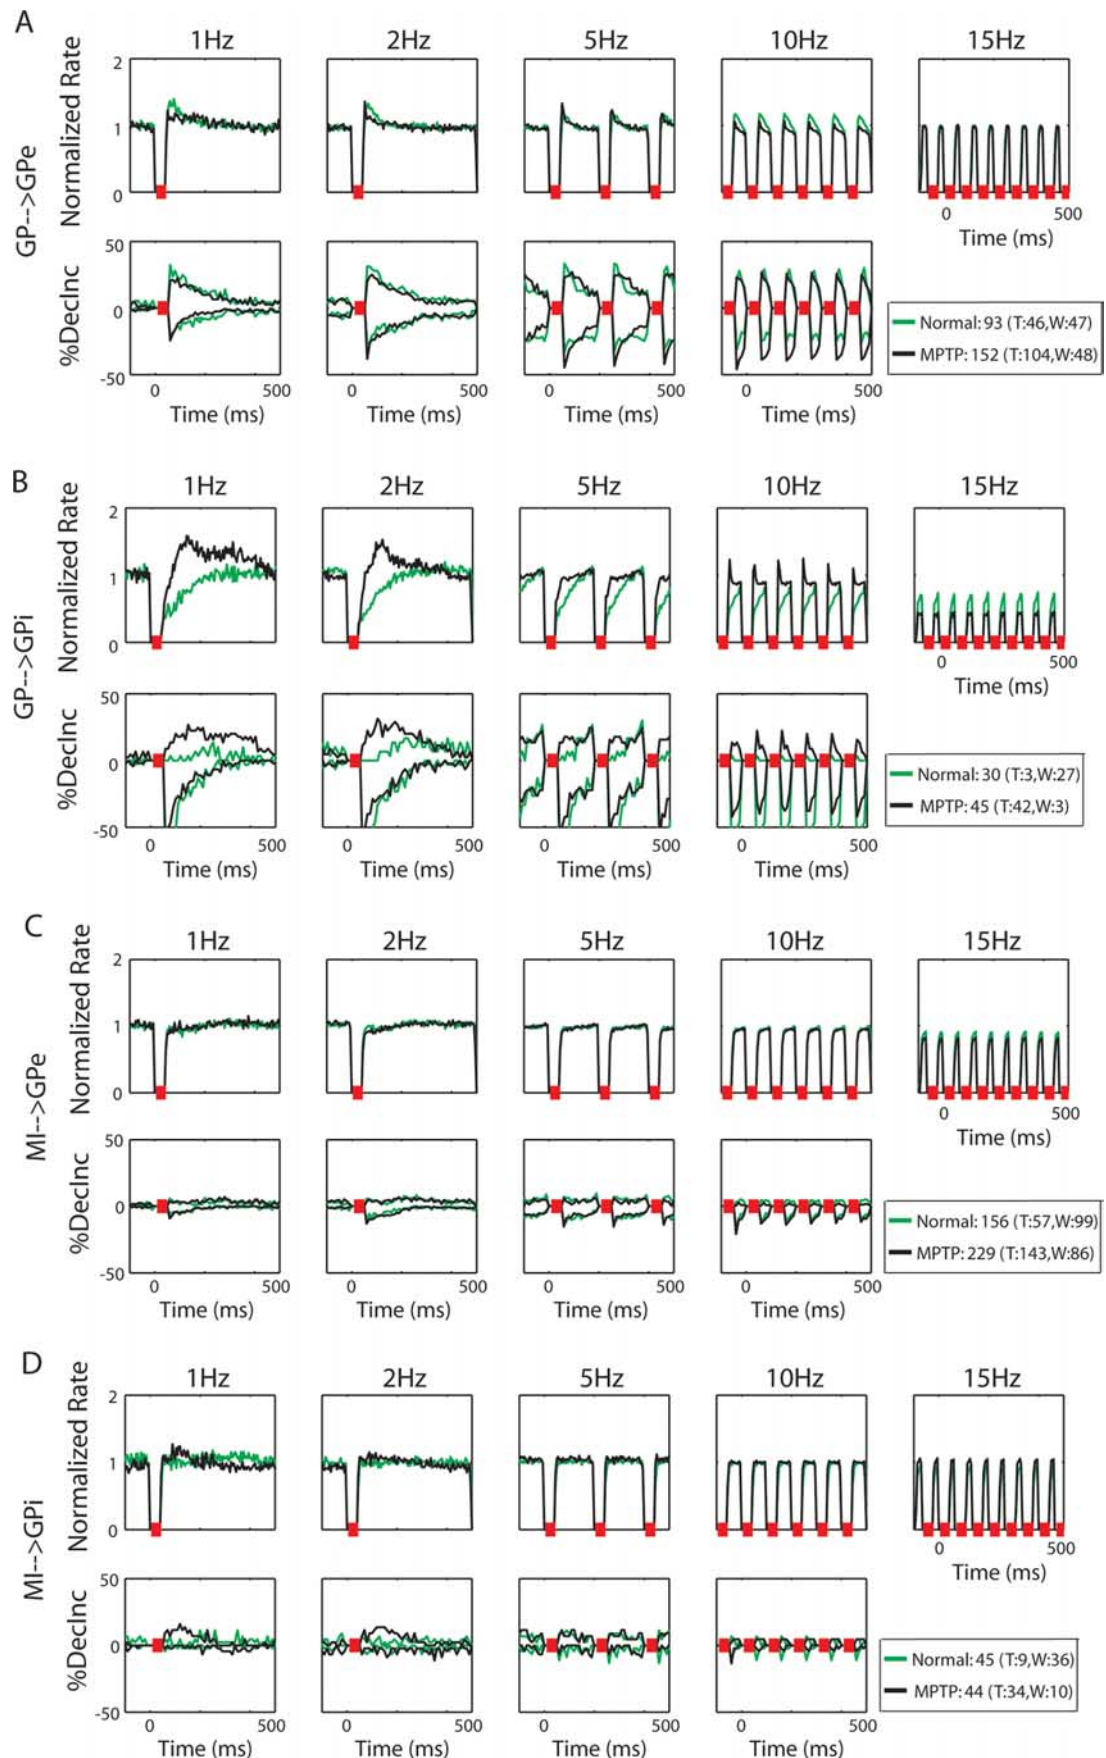 A
1Hz 2Hz 5Hz 10Hz 15Hz
GP-->GPe
Normalized Rate
2
1
0
0 500
Time (ms)
%DecInc
50
0
-50
0 500 0 500 0 500 0 500
Time (ms) Time (ms) Time (ms) Time (ms)
Normal: 93 (T:46,W:47)
MPTP: 152 (T:104,W:48)
B
1Hz 2Hz 5Hz 10Hz 15Hz
GP-->GPi
Normalized Rate
2
1
0
0 500
Time (ms)
%DecInc
50
0
-50
0 500 0 500 0 500 0 500
Time (ms) Time (ms) Time (ms) Time (ms)
Normal: 30 (T:3,W:27)
MPTP: 45 (T:42,W:3)
C
1Hz 2Hz 5Hz 10Hz 15Hz
MI-->GPe
Normalized Rate
2
1
0
0 500
Time (ms)
%DecInc
50
0
-50
0 500 0 500 0 500 0 500
Time (ms) Time (ms) Time (ms) Time (ms)
Normal: 156 (T:57,W:99)
MPTP: 229 (T:143,W:86)
D
1Hz 2Hz 5Hz 10Hz 15Hz
MI-->GPi
Normalized Rate
2
1
0
0 500
Time (ms)
%DecInc
50
0
-50
0 500 0 500 0 500 0 500
Time (ms) Time (ms) Time (ms) Time (ms)
Normal: 45 (T:9,W:36)
MPTP: 44 (T:34,W:10)